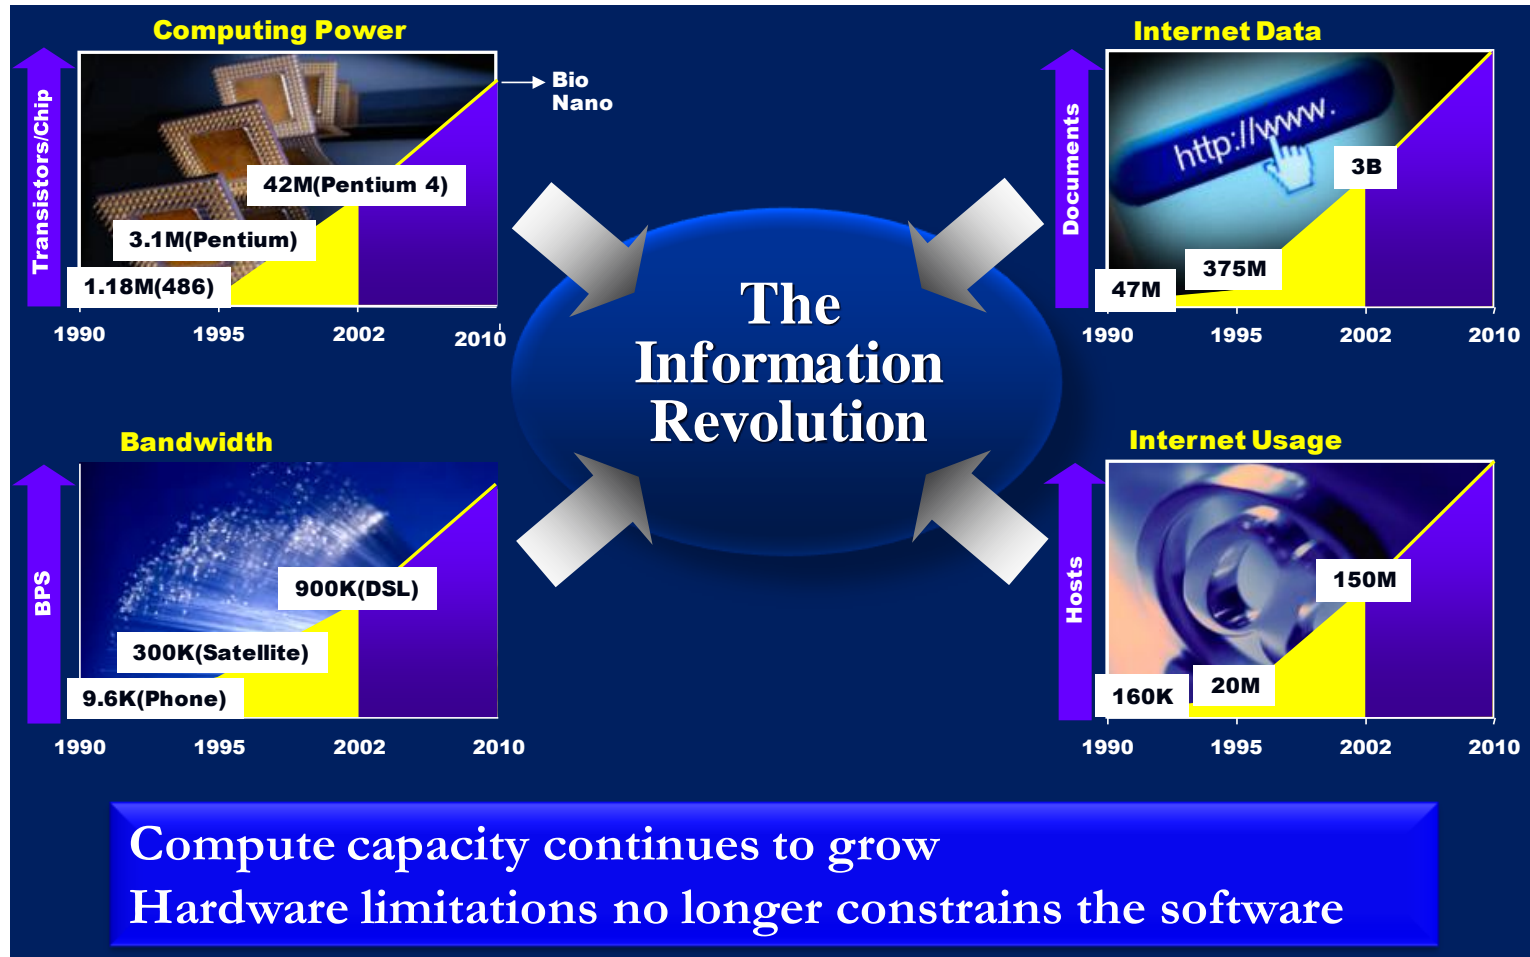 Computing Power
Transistors/Chip
Bio
Nano
42M(Pentium 4)
3.1M(Pentium)
1.18M(486)
1990 1995 2002 2010
Internet Data
Documents
http://www.
3B
375M
47M
1990 1995 2002 2010
The
Information
Revolution
Bandwidth
BPS
900K(DSL)
300K(Satellite)
9.6K(Phone)
1990 1995 2002 2010
Internet Usage
Hosts
150M
20M
160K
1990 1995 2002 2010
Compute capacity continues to grow
Hardware limitations no longer constrains the software